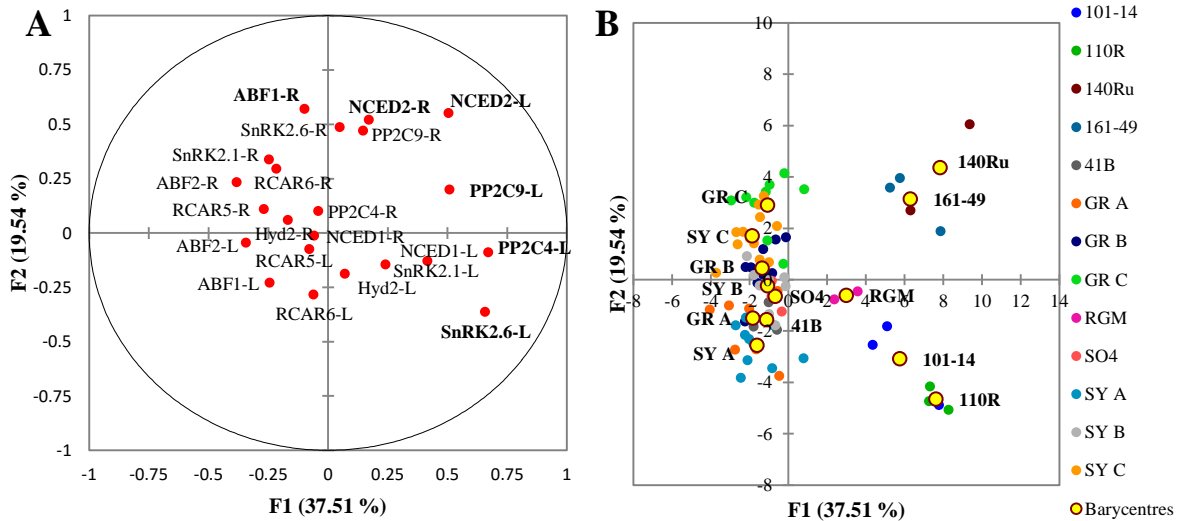 A
1
0.75
0.5
0.25
0
-0.25
-0.5
-0.75
-1
-1
-0.75
-0.5
-0.25
0
0.25
0.5
0.75
1
F2 (19.54 %)
F1 (37.51 %)
ABF1-R
NCED2-R
NCED2-L
SnRK2.6-R
PP2C9-R
SnRK2.1-R
ABF2-R
RCAR6-R
PP2C9-L
RCAR5-R
PP2C4-R
Hyd2-R
NCED1-R
ABF2-L
RCAR5-L
NCED1-L
PP2C4-L
SnRK2.1-L
ABF1-L
Hyd2-L
RCAR6-L
SnRK2.6-L
B
10
8
6
4
2
0
-2
-4
-6
-8
-8
-6
-4
-2
0
2
4
6
8
10
12
14
F2 (19.54 %)
F1 (37.51 %)
140Ru
161-49
GR C
SY C
GR B
SY B
SO4
RGM
GR A
41B
SY A
101-14
110R
101-14
110R
140Ru
161-49
41B
GR A
GR B
GR C
RGM
SO4
SY A
SY B
SY C
Barycentres